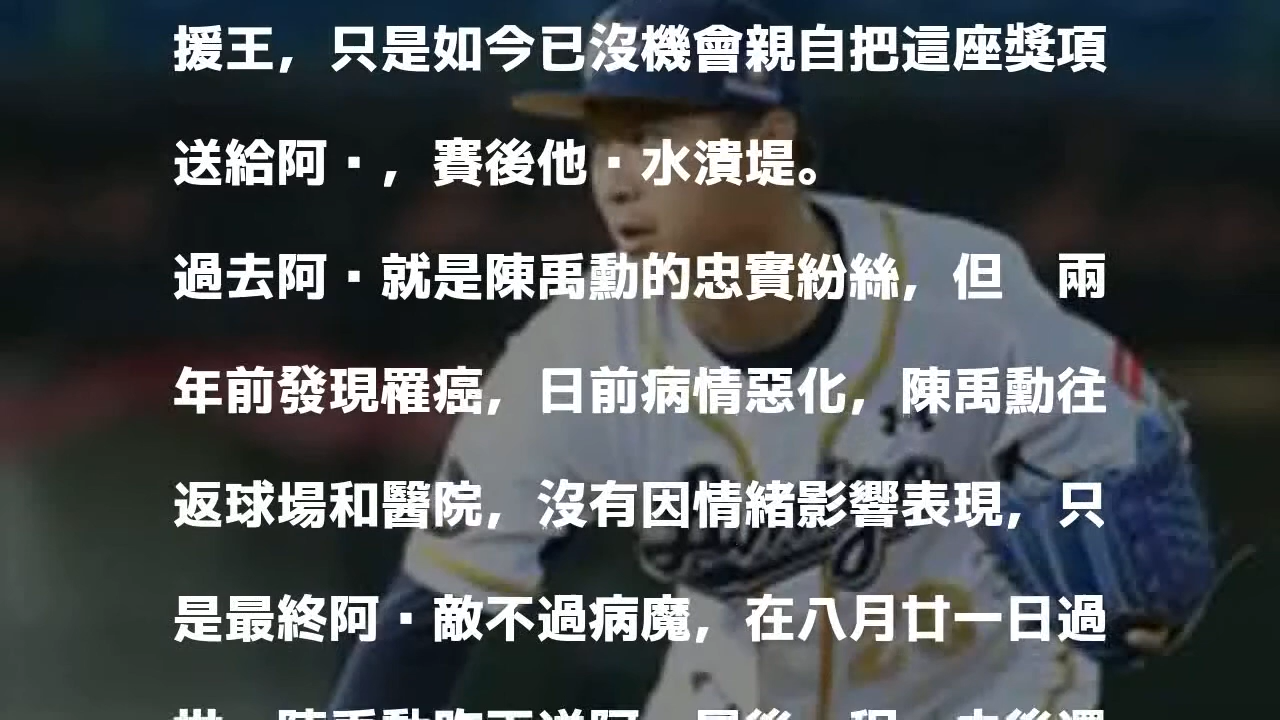 援王，只是如今已沒機會親自把這座獎項
送給阿·，賽後他·水潰堤。
過去阿·就是陳禹勳的忠實紛絲，但　兩
年前發現罹癌，日前病情惡化，陳禹勳往
返球場和醫院，沒有因情緒影響表現，只
是最終阿·敵不過病魔，在八月廿一日過